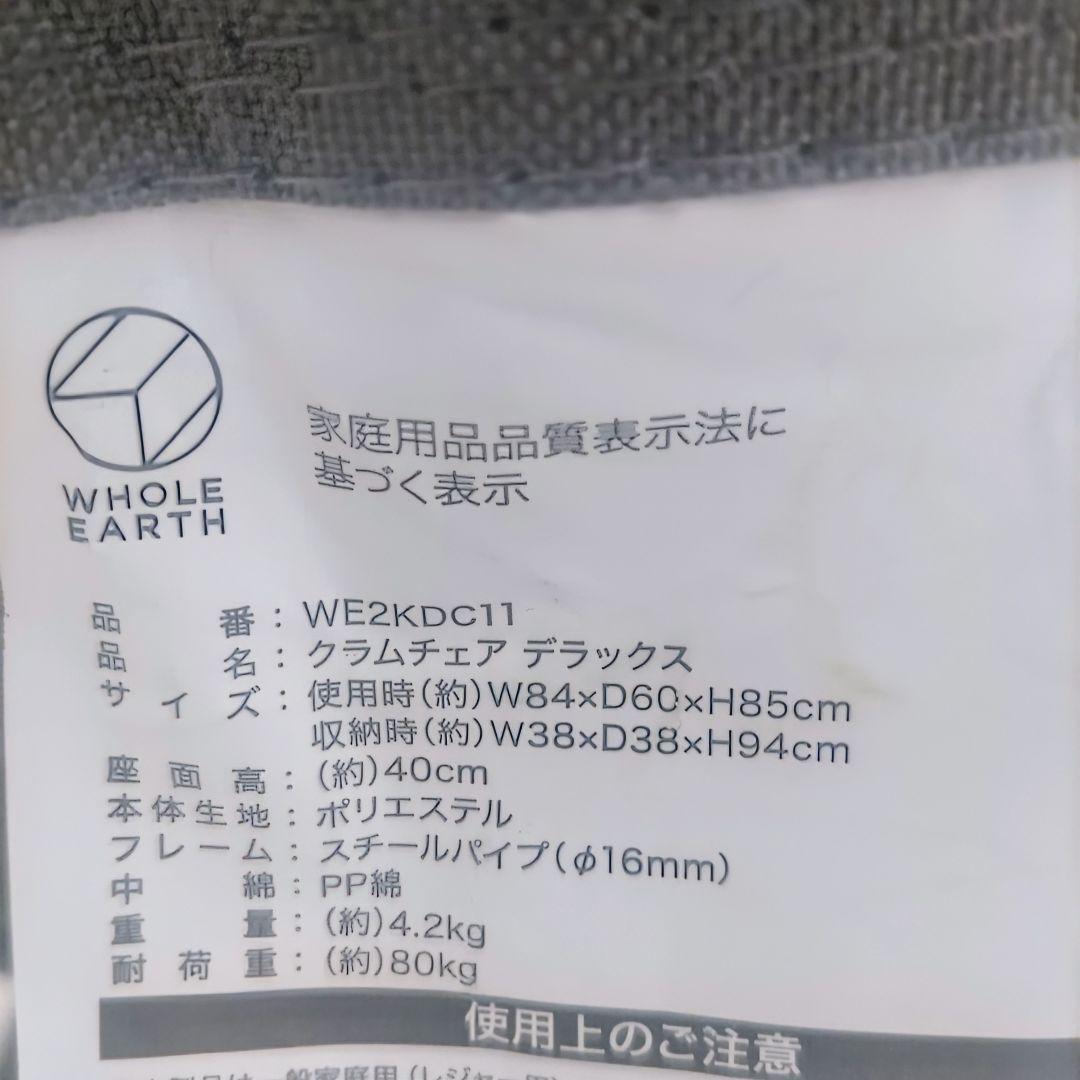 WHOLE
EARTH
家庭用品品質表示法に
基づく表示
品番：WE2KDC11
品名：クラムチェア デラックス
サイズ：使用時(約)W84×D60×H85cm
収納時(約)W38×D38×H94cm
座面高：(約)40cm
本体生地：ポリエステル
フレーム：スチールパイプ(φ16mm)
中綿：PP綿
重量：(約)4.2kg
耐荷重：(約)80kg
使用上のご注意